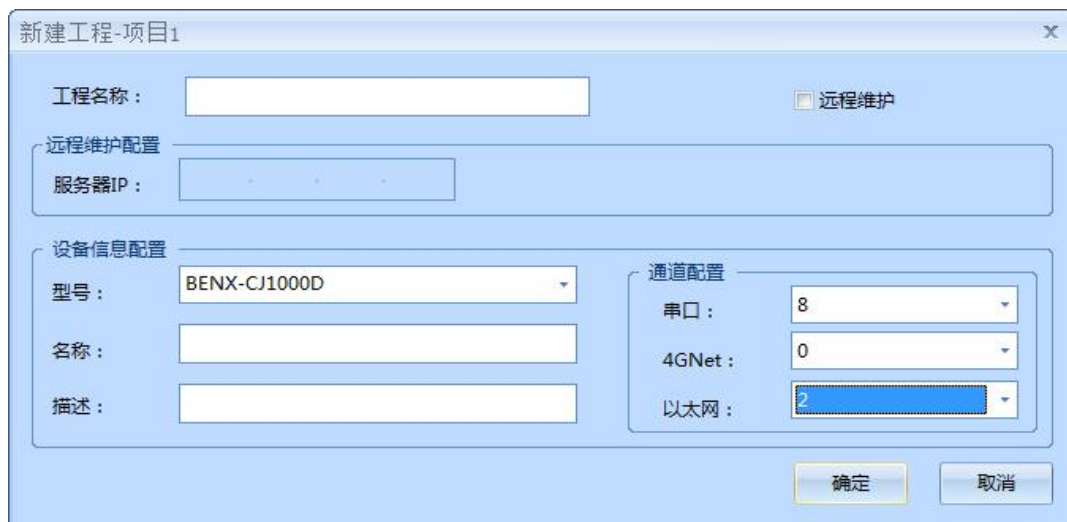 新建工程-项目1
工程名称：
远程维护
远程维护配置
服务器IP：
设备信息配置
型号：
BENX-CJ1000D
名称：
描述：
通道配置
串口：
8
4GNet：
0
以太网：
2
确定
取消